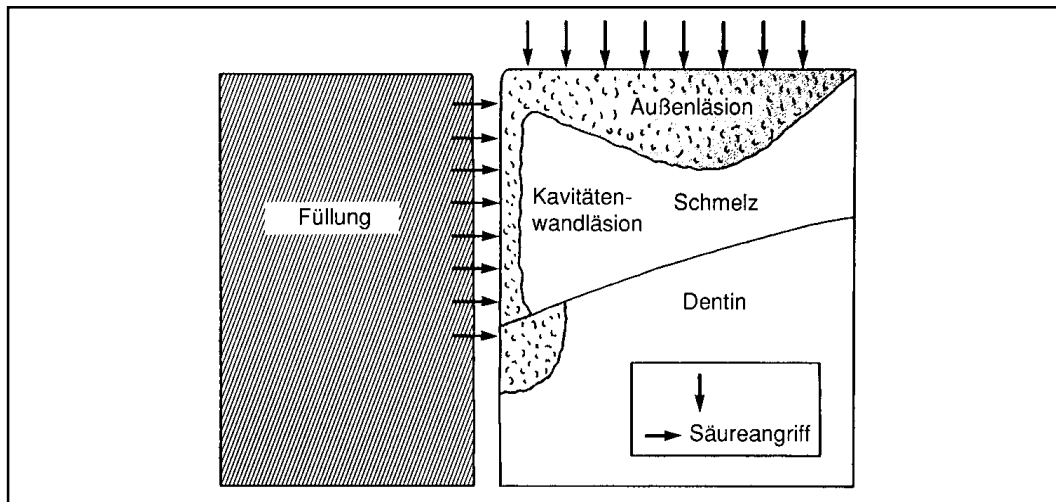 Außenläsion
Füllung
Kavitäten-
wandläsion
Schmelz
Dentin
Säureangriff